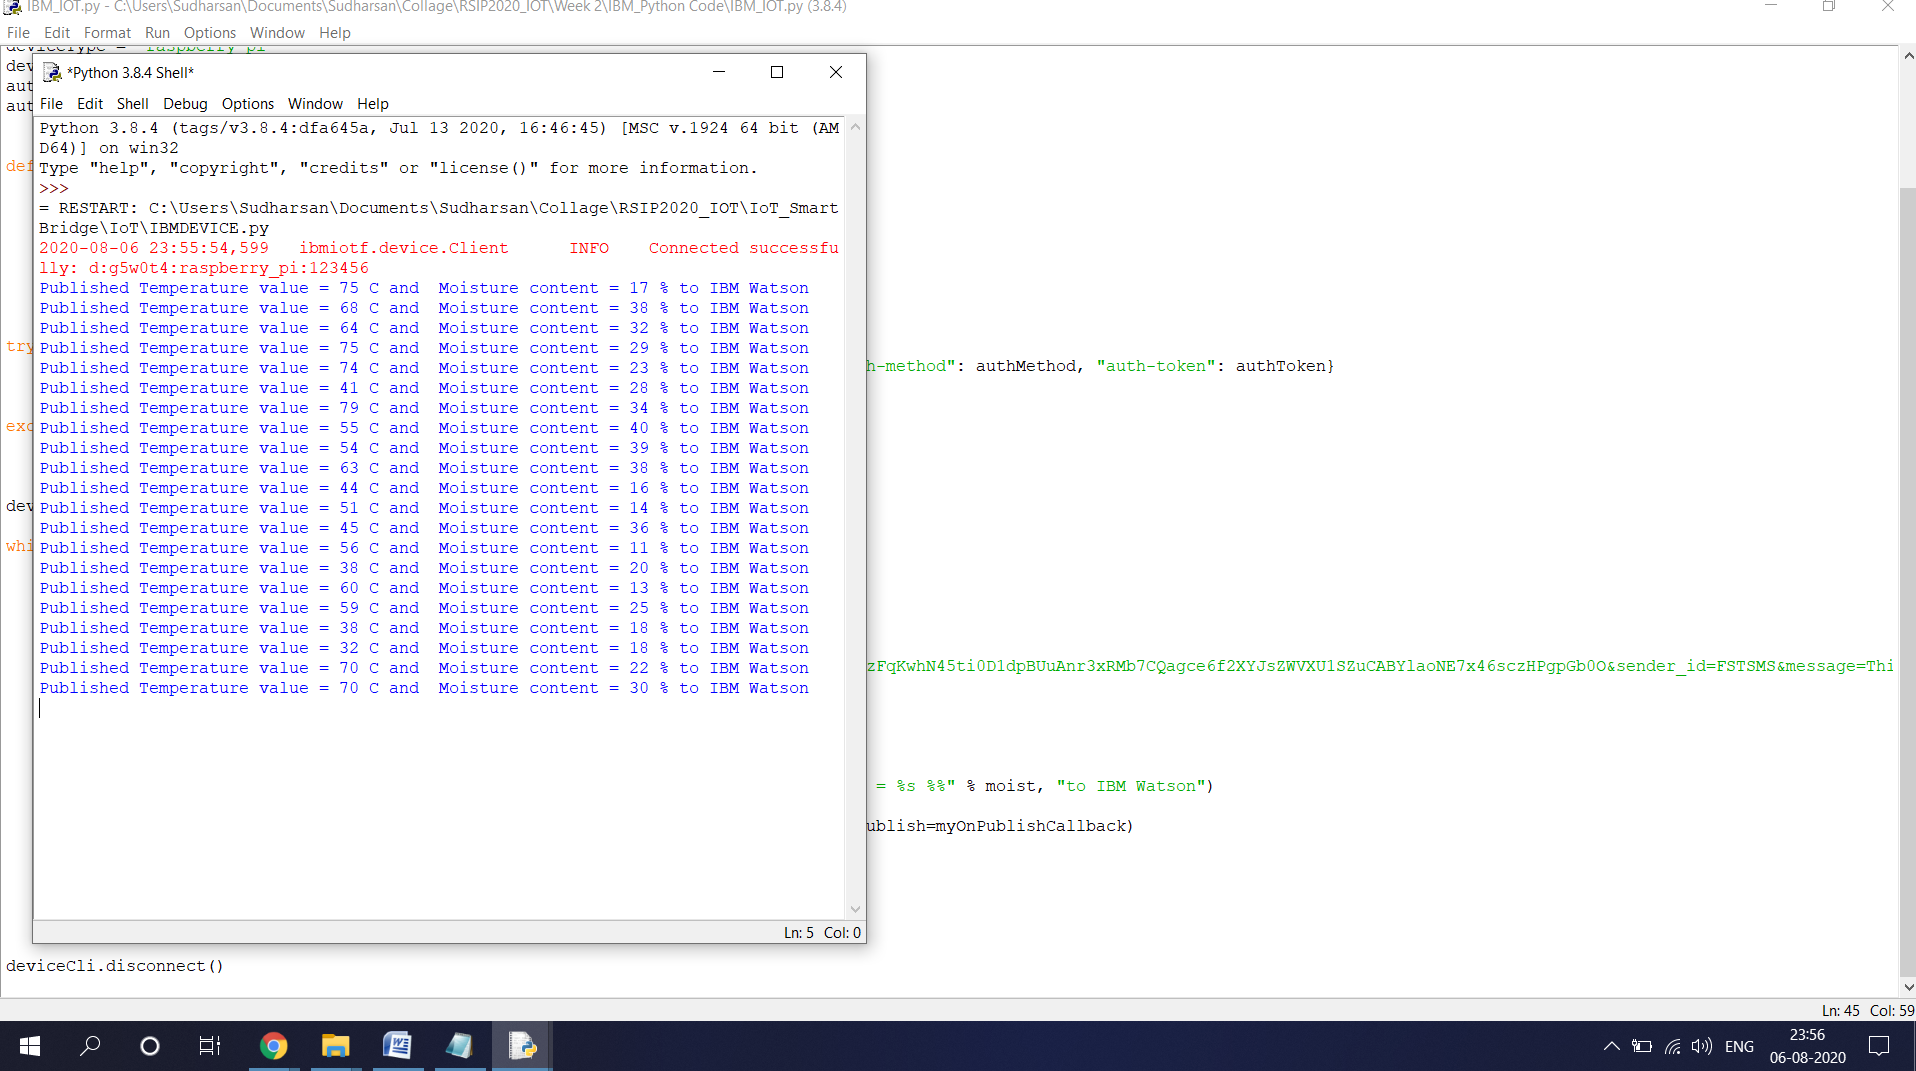 IBM_IOT.py - C:\Users\Sudharsan\Documents\Sudharsan\Collage\RSIP2020_IOT\Week 2\IBM_Python Code\IBM_IOT.py (3.8.4)
File Edit Format Run Options Window Help
deviceType = "raspberry_pi"
dev
aut
aut
def
try
exc
dev
whi
*Python 3.8.4 Shell*
File Edit Shell Debug Options Window Help
Python 3.8.4 (tags/v3.8.4:dfa645a, Jul 13 2020, 16:46:45) [MSC v.1924 64 bit (AM
D64)] on win32
Type "help", "copyright", "credits" or "license()" for more information.
>>>
= RESTART: C:\Users\Sudharsan\Documents\Sudharsan\Collage\RSIP2020_IOT\IoT_Smart
Bridge\IoT\IBMDEVICE.py
2020-08-06 23:55:54,599   ibmiotf.device.Client      INFO    Connected successfu
lly: d:g5w0t4:raspberry_pi:123456
Published Temperature value = 75 C and  Moisture content = 17 % to IBM Watson
Published Temperature value = 68 C and  Moisture content = 38 % to IBM Watson
Published Temperature value = 64 C and  Moisture content = 32 % to IBM Watson
Published Temperature value = 75 C and  Moisture content = 29 % to IBM Watson
Published Temperature value = 74 C and  Moisture content = 23 % to IBM Watson
Published Temperature value = 41 C and  Moisture content = 28 % to IBM Watson
Published Temperature value = 79 C and  Moisture content = 34 % to IBM Watson
Published Temperature value = 55 C and  Moisture content = 40 % to IBM Watson
Published Temperature value = 54 C and  Moisture content = 39 % to IBM Watson
Published Temperature value = 63 C and  Moisture content = 38 % to IBM Watson
Published Temperature value = 44 C and  Moisture content = 16 % to IBM Watson
Published Temperature value = 51 C and  Moisture content = 14 % to IBM Watson
Published Temperature value = 45 C and  Moisture content = 36 % to IBM Watson
Published Temperature value = 56 C and  Moisture content = 11 % to IBM Watson
Published Temperature value = 38 C and  Moisture content = 20 % to IBM Watson
Published Temperature value = 60 C and  Moisture content = 13 % to IBM Watson
Published Temperature value = 59 C and  Moisture content = 25 % to IBM Watson
Published Temperature value = 38 C and  Moisture content = 18 % to IBM Watson
Published Temperature value = 32 C and  Moisture content = 18 % to IBM Watson
Published Temperature value = 70 C and  Moisture content = 22 % to IBM Watson
Published Temperature value = 70 C and  Moisture content = 30 % to IBM Watson
Ln: 5 Col: 0
h-method": authMethod, "auth-token": authToken}
zFqKwhN45ti0D1dpBUuAnr3xRMb7CQagce6f2XYJsZWVXU1SZuCABYlaoNE7x46sczHPgpGb0O&sender_id=FSTSMS&message=Thi
= %s %%" % moist, "to IBM Watson")
ublish=myOnPublishCallback)
deviceCli.disconnect()
Ln: 45 Col: 59
ENG
23:56
06-08-2020